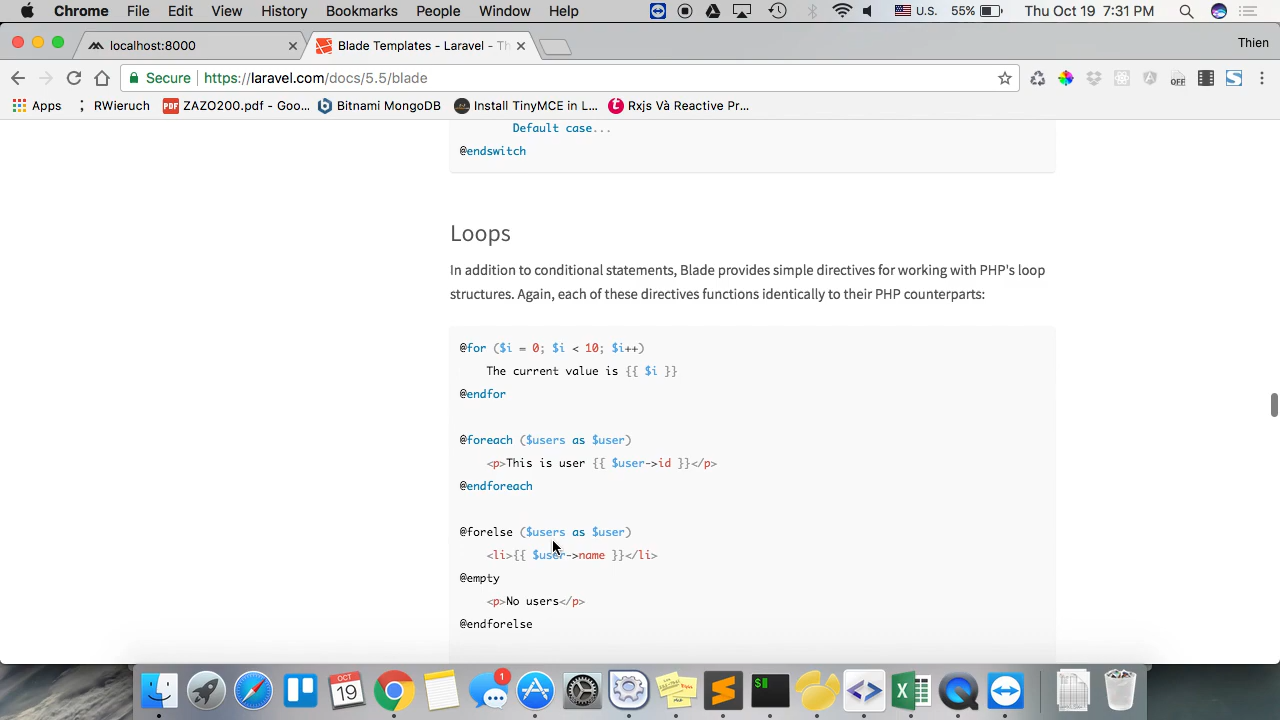 Chrome File Edit View History Bookmarks People Window Help U.S. 55% Thu Oct 19 7:31 PM
localhost:8000 Blade Templates - Laravel - Th Thien
Secure https://laravel.com/docs/5.5/blade OFF
Apps RWieruch PDF ZAZO200.pdf - Goo... Bitnami MongoDB Install TinyMCE in L... Rxjs Và Reactive Pr...
Default case...
@endswitch
Loops
In addition to conditional statements, Blade provides simple directives for working with PHP's loop
structures. Again, each of these directives functions identically to their PHP counterparts:
@for ($i = 0; $i < 10; $i++)
The current value is {{ $i }}
@endfor
@foreach ($users as $user)
<p>This is user {{ $user->id }}</p>
@endforeach
@forelse ($users as $user)
<li>{{ $user->name }}</li>
@empty
<p>No users</p>
@endforelse
OCT
19
1